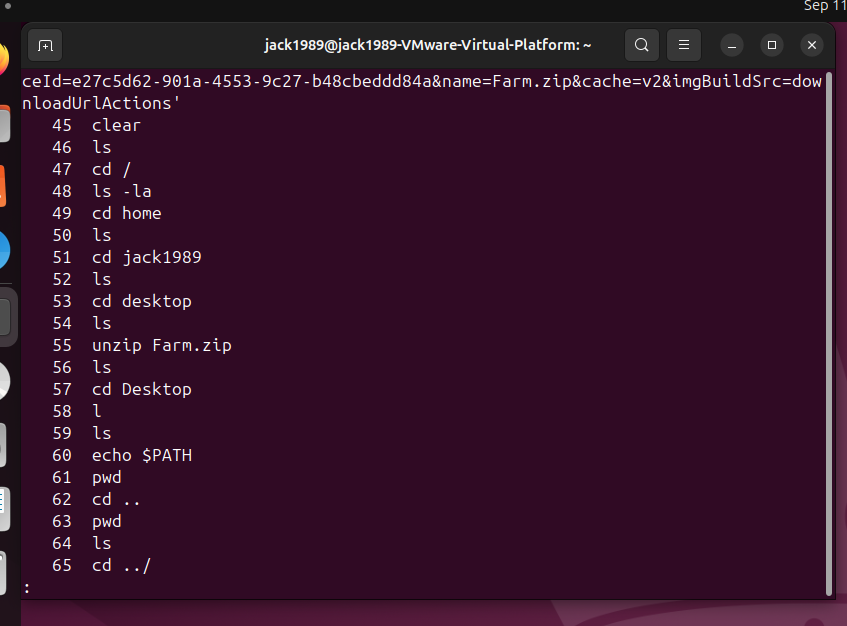 Sep 11
jack1989@jack1989-VMware-Virtual-Platform: ~
ceId=e27c5d62-901a-4553-9c27-b48cbeddd84a&name=Farm.zip&cache=v2&imgBuildSrc=dow
nloadUrlActions'
45 clear
46 ls
47 cd /
48 ls -la
49 cd home
50 ls
51 cd jack1989
52 ls
53 cd desktop
54 ls
55 unzip Farm.zip
56 ls
57 cd Desktop
58 l
59 ls
60 echo $PATH
61 pwd
62 cd ..
63 pwd
64 ls
65 cd ../
: